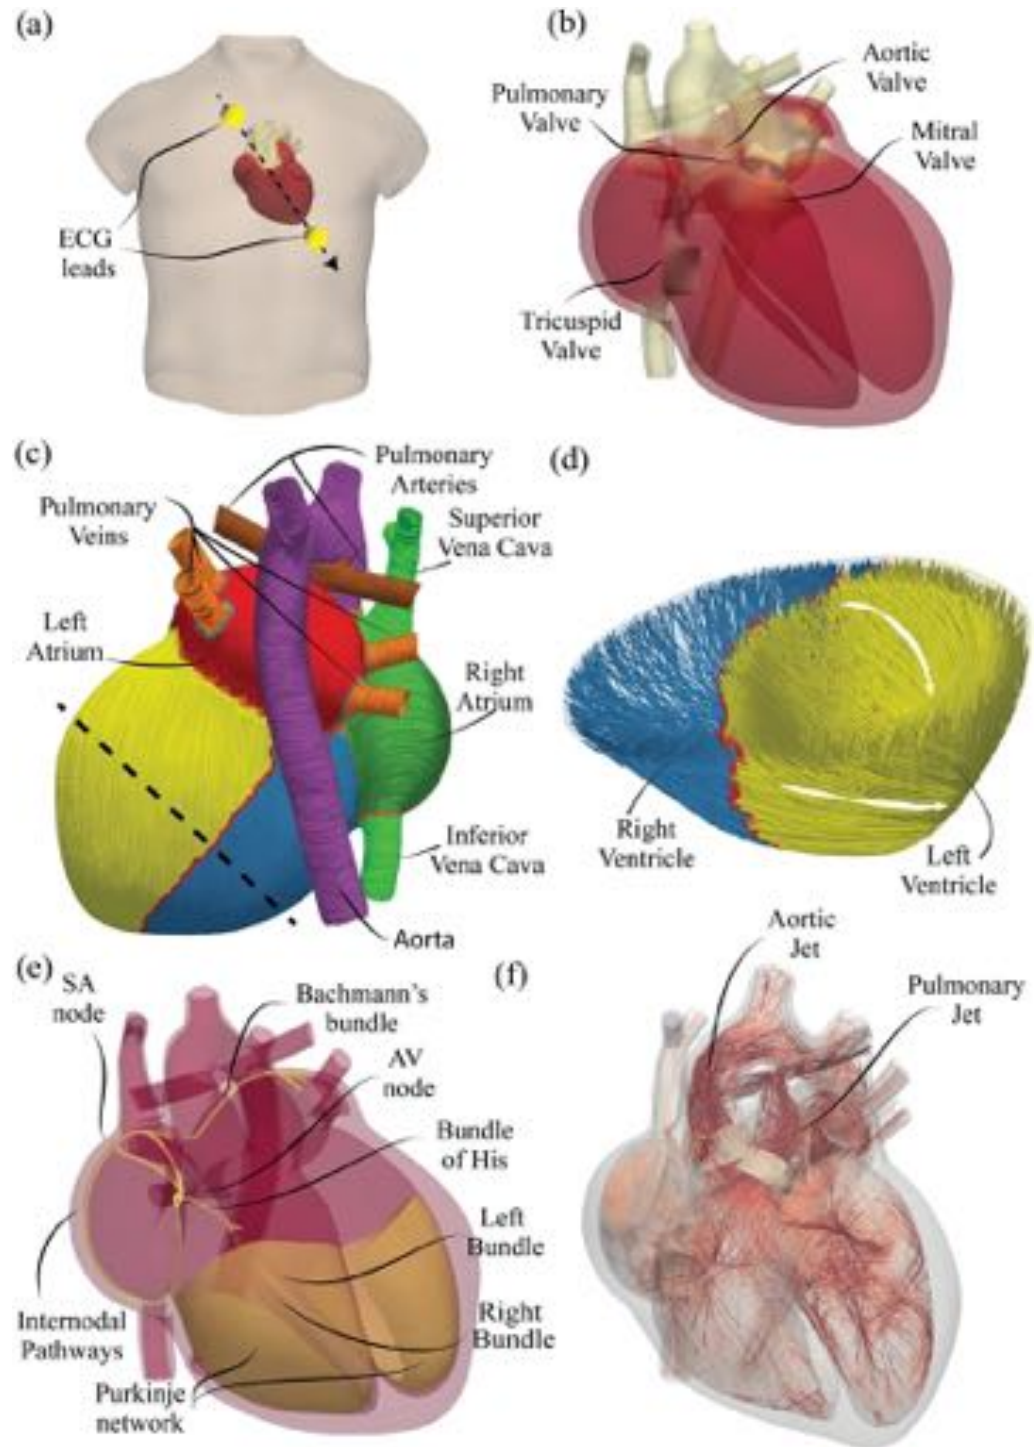 (a)
ECG
leads
(b)
Aortic
Valve
Pulmonary
Valve
Mitral
Valve
Tricuspid
Valve
(c)
Pulmonary
Arteries
Pulmonary
Veins
Superior
Vena Cava
Left
Atrium
Right
Atrium
Inferior
Vena Cava
Aorta
(d)
Right
Ventricle
Left
Ventricle
(e)
SA
node
Bachmann's
bundle
AV
node
Bundle
of His
Left
Bundle
Right
Bundle
Internodal
Pathways
Purkinje
network
(f)
Aortic
Jet
Pulmonary
Jet